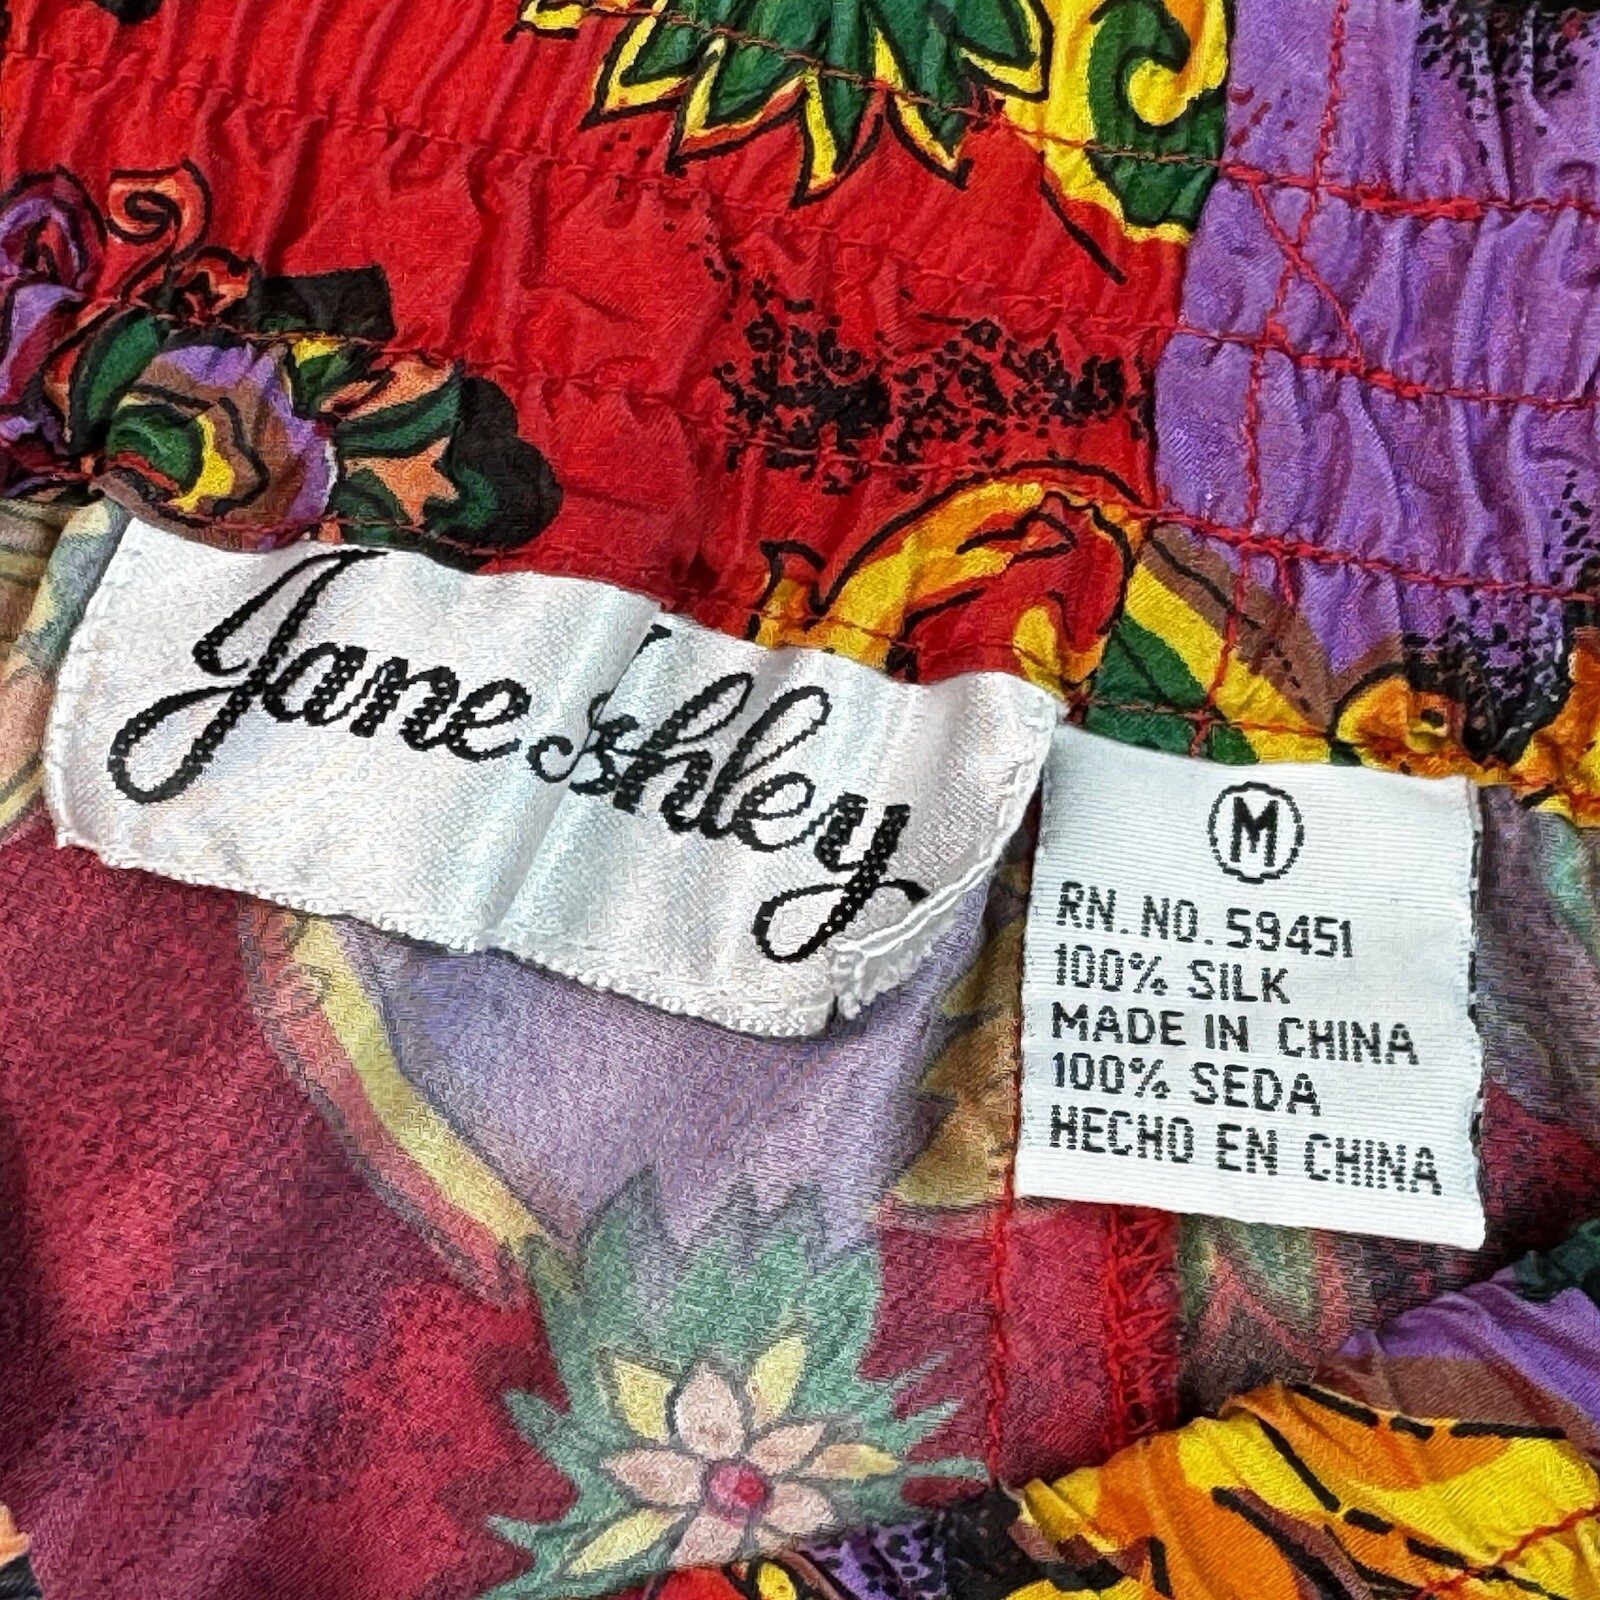 Jane Ashley
M
RN. NO. 59451
100% SILK
MADE IN CHINA
100% SEDA
HECHO EN CHINA